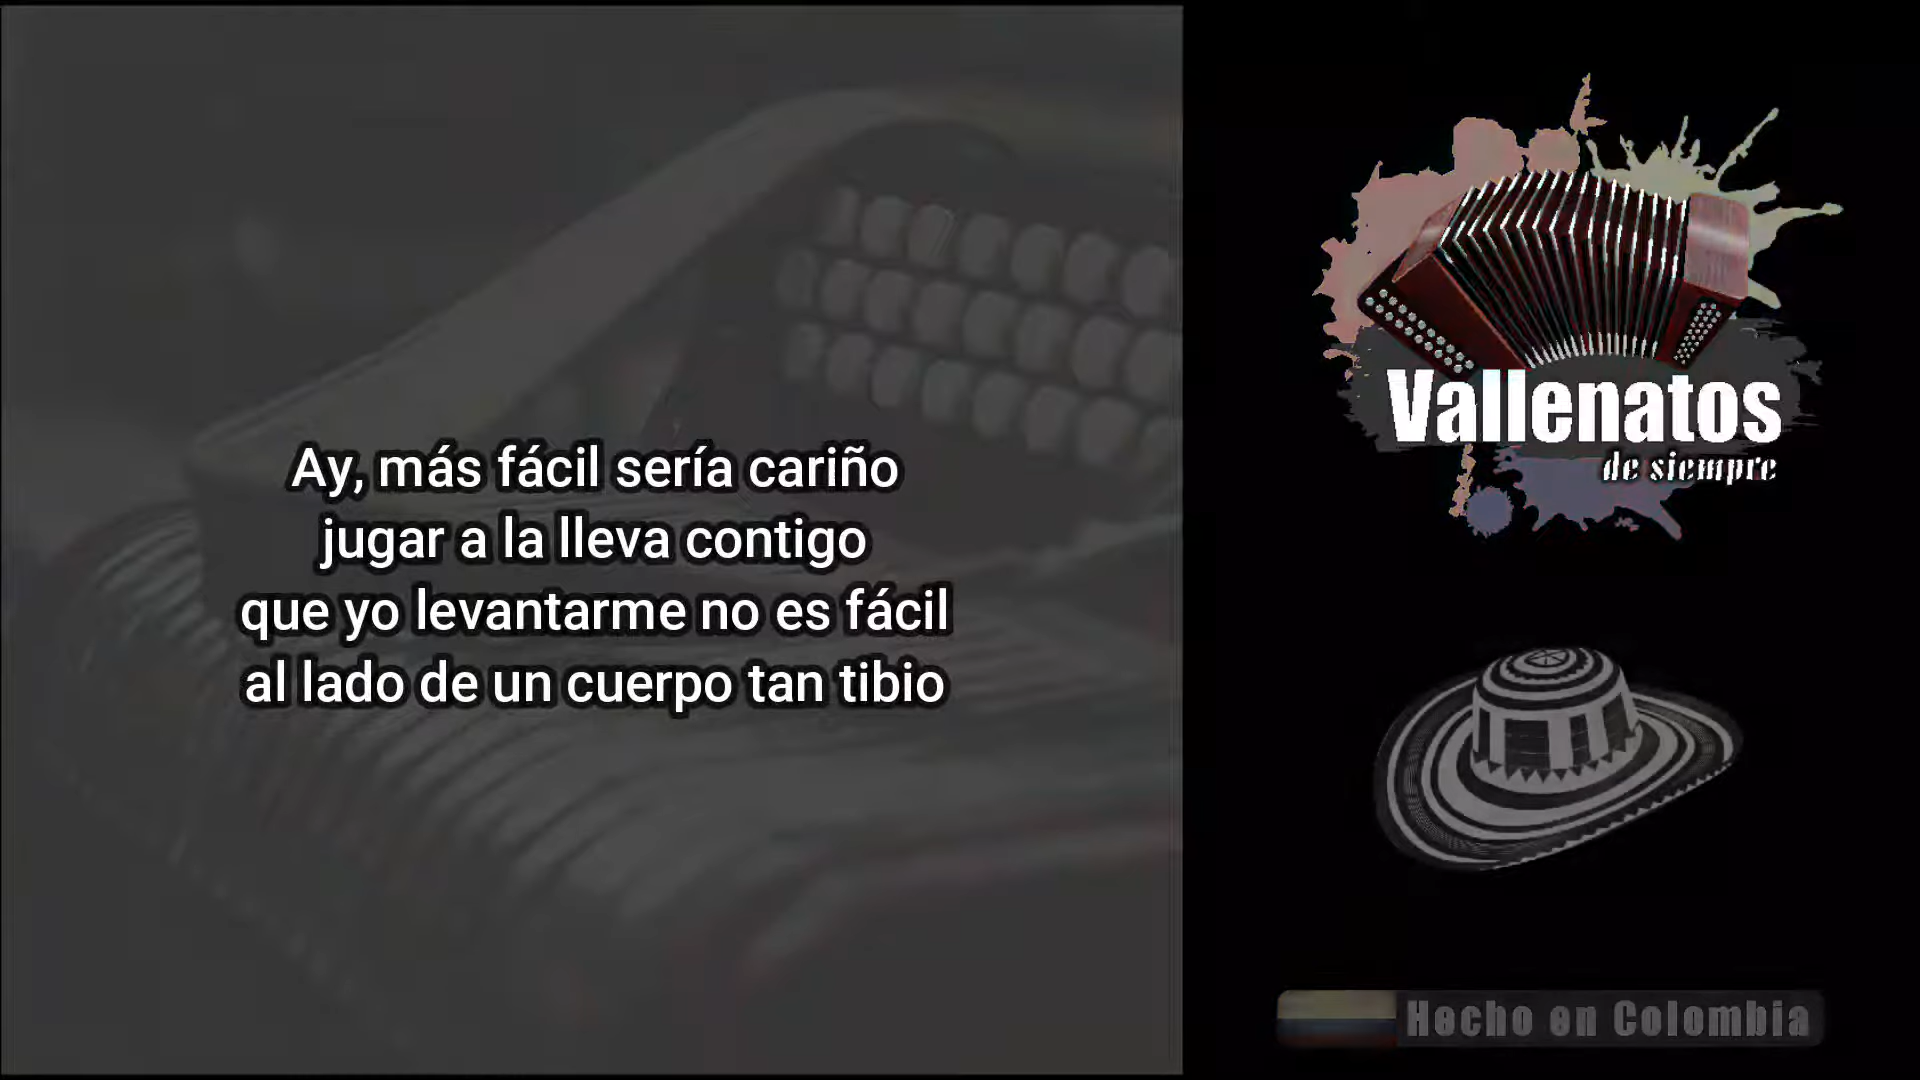 Ay, más fácil sería cariño
jugar a la lleva contigo
que yo levantarme no es fácil
al lado de un cuerpo tan tibio
Vallenatos
de siempre
Hecho en Colombia